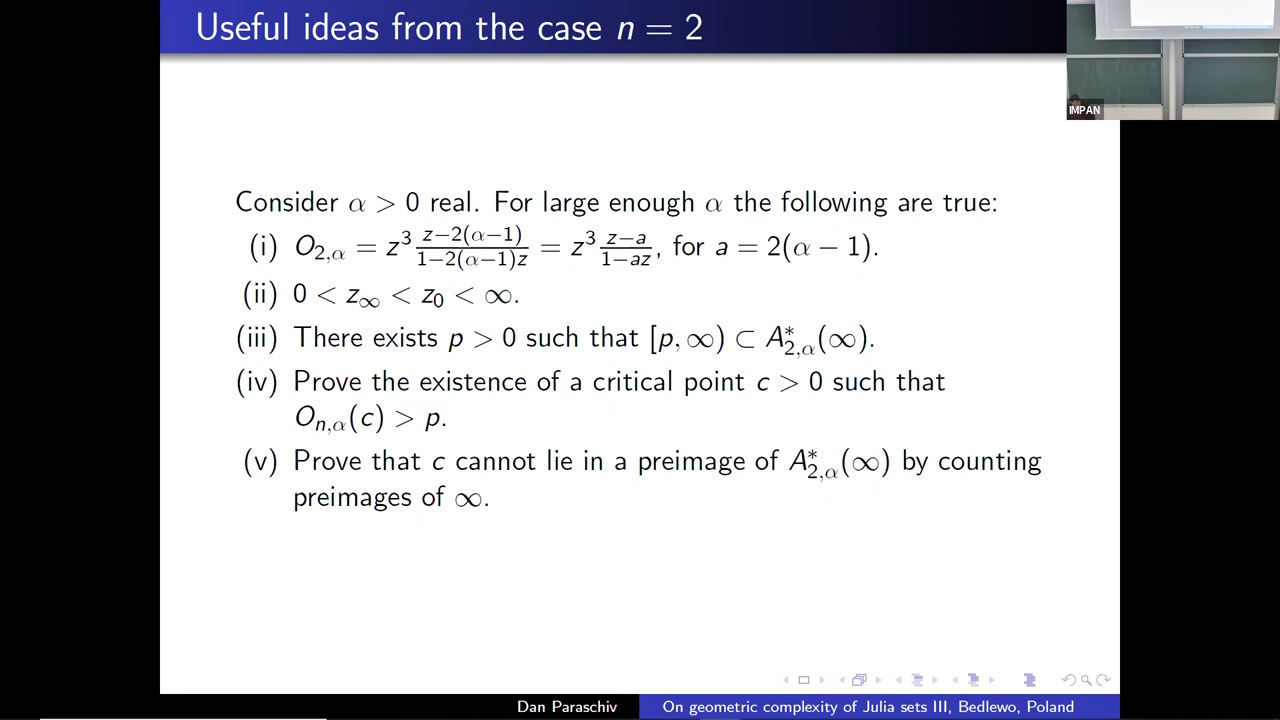 Useful ideas from the case n = 2
IMPAN
Consider α > 0 real. For large enough α the following are true:
(i) O_{2,α} = z^3 \frac{z−2(α−1)}{1−2(α−1)z} = z^3 \frac{z−a}{1−az}, for a = 2(α − 1).
(ii) 0 < z_∞ < z_0 < ∞.
(iii) There exists p > 0 such that [p, ∞) ⊂ A^*_{2,α}(∞).
(iv) Prove the existence of a critical point c > 0 such that
O_{n,α}(c) > p.
(v) Prove that c cannot lie in a preimage of A^*_{2,α}(∞) by counting
preimages of ∞.
Dan Paraschiv On geometric complexity of Julia sets III, Bedlewo, Poland